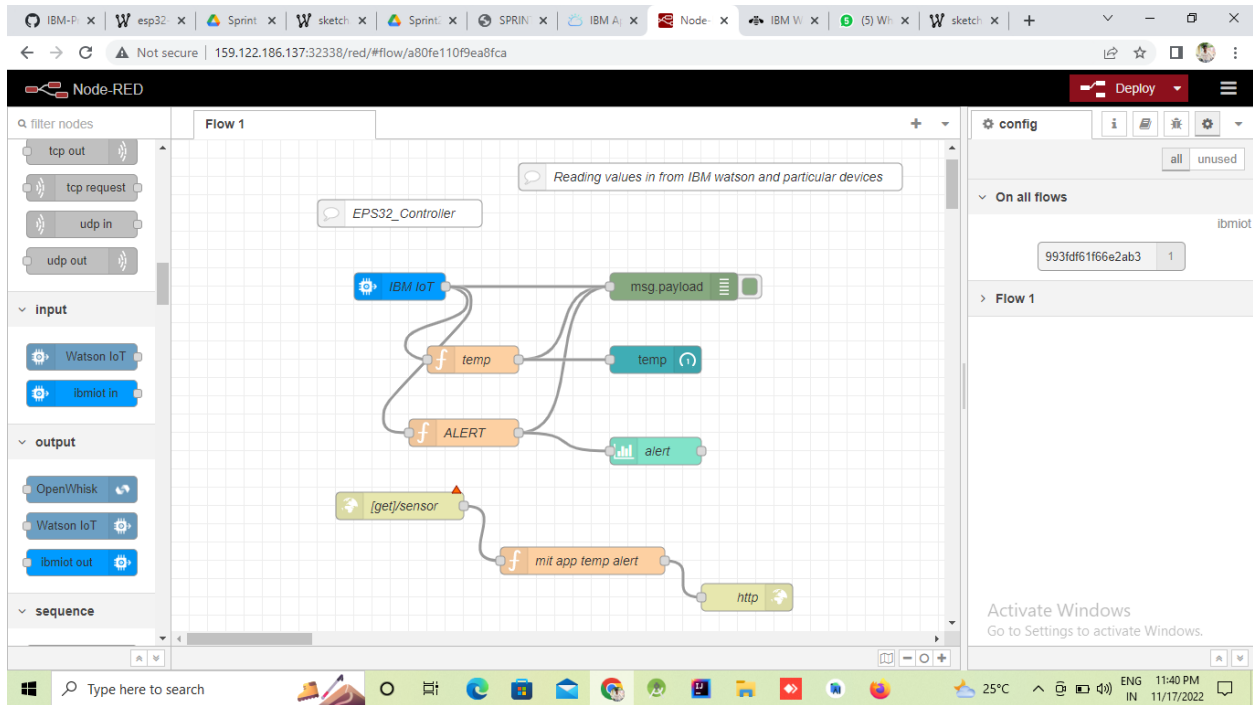 IBM-P
esp32-
Sprint
sketch
Sprint
SPRIN
IBM A
Node-
IBM W
(5) Wh
sketch
Not secure
159.122.186.137:32338/red/#flow/a80fe110f9ea8fca
Node-RED
Deploy
filter nodes
Flow 1
config
i
all unused
tcp out
tcp request
udp in
udp out
input
Watson IoT
ibmiot in
output
OpenWhisk
Watson IoT
ibmiot out
sequence
Reading values in from IBM watson and particular devices
EPS32_Controller
IBM IoT
msg.payload
temp
temp
ALERT
alert
[get]/sensor
mit app temp alert
http
On all flows
ibmiot
993fdf61f66e2ab3 1
Flow 1
Activate Windows
Go to Settings to activate Windows.
Type here to search
25°C
ENG
IN
11:40 PM
11/17/2022